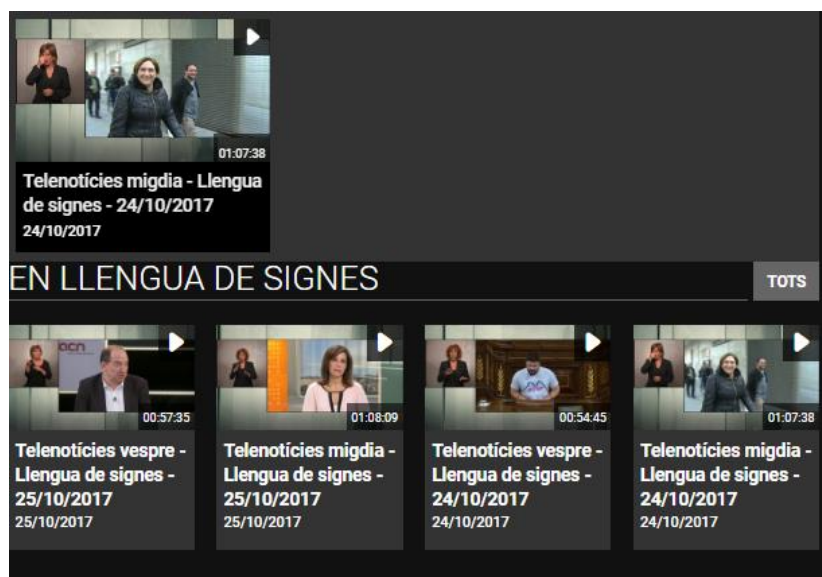 01:07:38
Telenotícies migdia - Llengua
de signes - 24/10/2017
24/10/2017
EN LLENGUA DE SIGNES
TOTS
acn
00:57:35
Telenotícies vespre -
Llengua de signes -
25/10/2017
25/10/2017
01:08:09
Telenotícies migdia -
Llengua de signes -
25/10/2017
25/10/2017
00:54:45
Telenotícies vespre -
Llengua de signes -
24/10/2017
24/10/2017
01:07:38
Telenotícies migdia -
Llengua de signes -
24/10/2017
24/10/2017